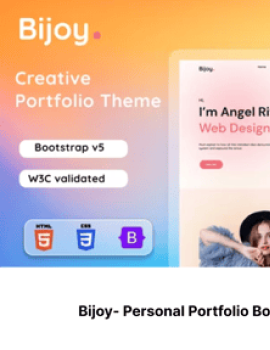 Bijoy.
Creative
Portfolio Theme
Bootstrap v5
W3C validated
HTML
CSS
B
Bijoy.
Hi,
I'm Angel Ri
Web Design
Bijoy- Personal Portfolio Bo